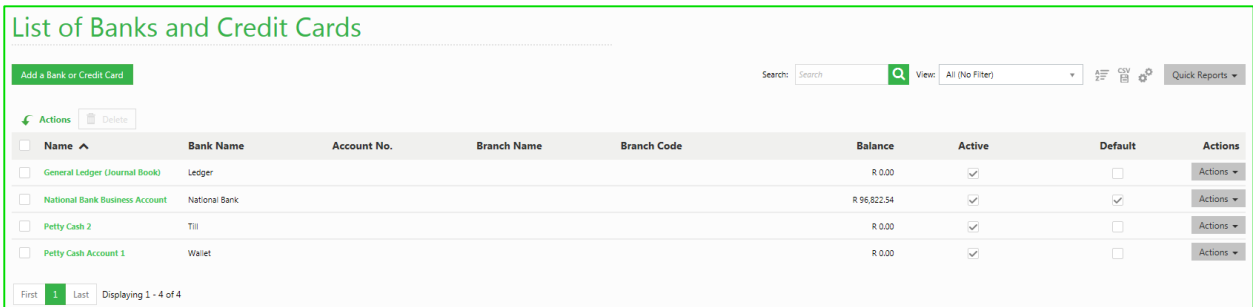 List of Banks and Credit Cards
Add a Bank or Credit Card Search: Search View: All (No Filter) A Z CSV Quick Reports
Actions Delete
Name Bank Name Account No. Branch Name Branch Code Balance Active Default Actions
General Ledger (Journal Book) Ledger R 0.00 Actions
National Bank Business Account National Bank R 96,822.54 Actions
Petty Cash 2 Till R 0.00 Actions
Petty Cash Account 1 Wallet R 0.00 Actions
First 1 Last Displaying 1 - 4 of 4